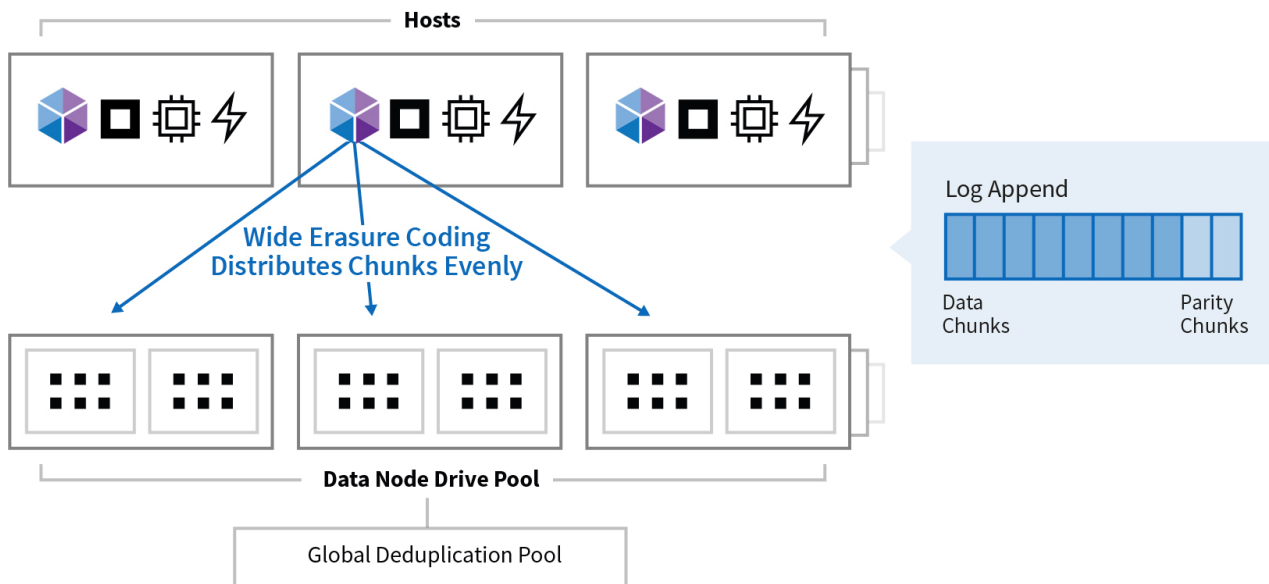 Hosts
Log Append
Wide Erasure Coding
Distributes Chunks Evenly
Data
Chunks
Parity
Chunks
Data Node Drive Pool
Global Deduplication Pool